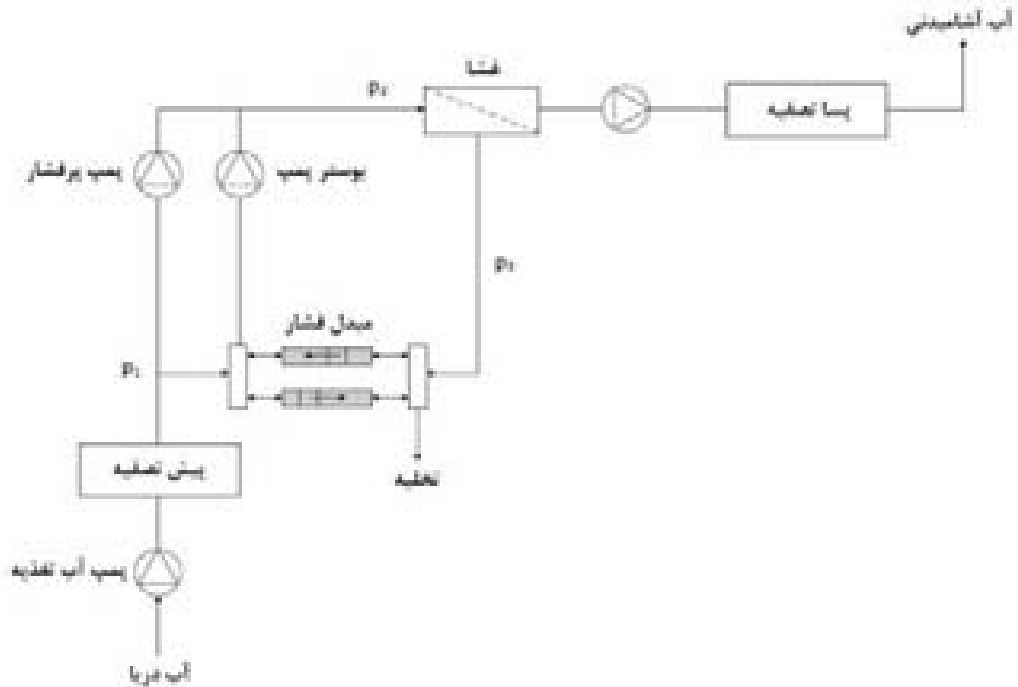 آب آشامیدنی
غشا
P₂
پسا تصفیه
پمپ پرفشار
بوستر پمپ
P₃
مبدل فشار
P₁
پیش تصفیه
تخلیه
پمپ آب تغذیه
آب دریا